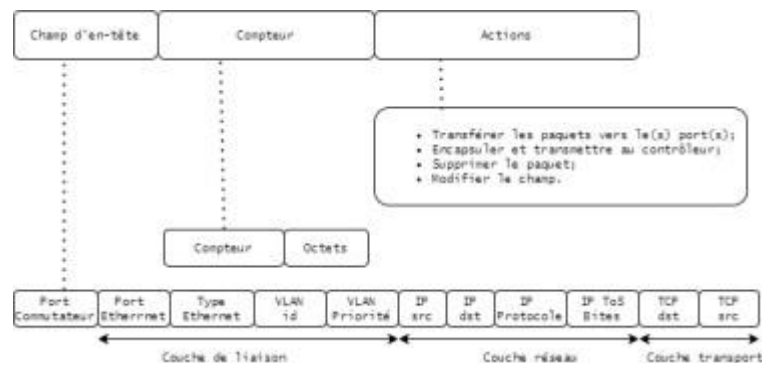 Champ d'en-tête Compteur Actions
• Transférer les paquets vers le(s) port(s);
• Encapsuler et transmettre au contrôleur;
• Supprimer le paquet;
• Modifier le champ.
Compteur Octets
Port Commutateur
Port Etherrnet
Type Ethernet
VLAN id
VLAN Priorité
IP src
IP dst
IP Protocole
IP ToS Bites
TCP dst
TCP src
Couche de liaison Couche réseau Couche transport